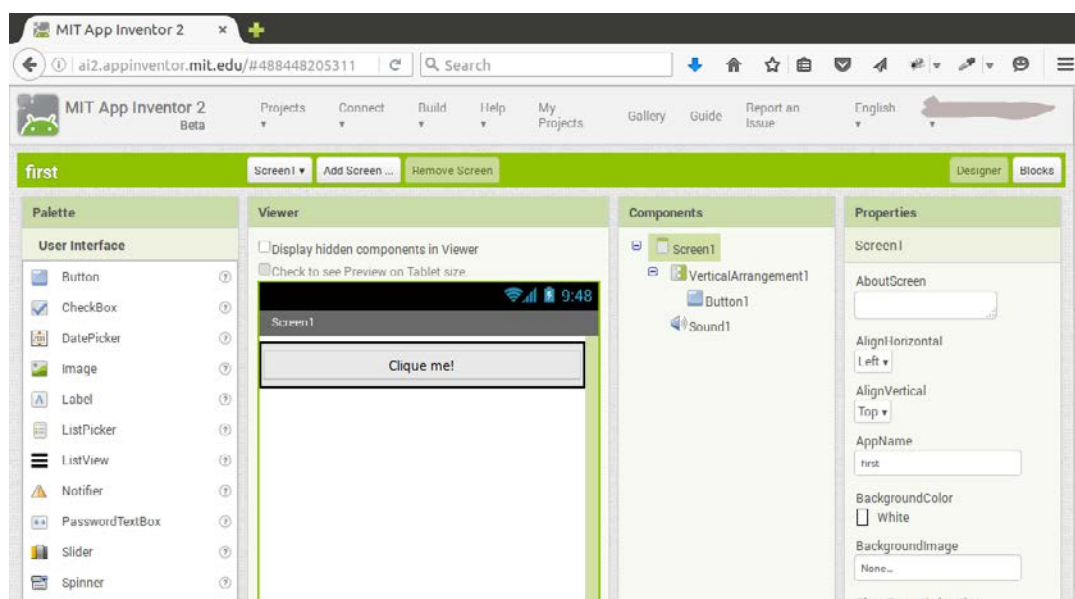 MIT App Inventor 2
ai2.appinventor.mit.edu/#488448205311
Search
MIT App Inventor 2
Beta
Projects
Connect
Build
Help
My Projects
Gallery
Guide
Report an Issue
English
first
Screen1
Add Screen ...
Remove Screen
Designer
Blocks
Palette
User Interface
Button
CheckBox
DatePicker
Image
Label
ListPicker
ListView
Notifier
PasswordTextBox
Slider
Spinner
Viewer
Display hidden components in Viewer
Check to see Preview on Tablet size.
9:48
Screen1
Clique me!
Components
Screen1
VerticalArrangement1
Button1
Sound1
Properties
Screen1
AboutScreen
AlignHorizontal
Left
AlignVertical
Top
AppName
first
BackgroundColor
White
BackgroundImage
None...